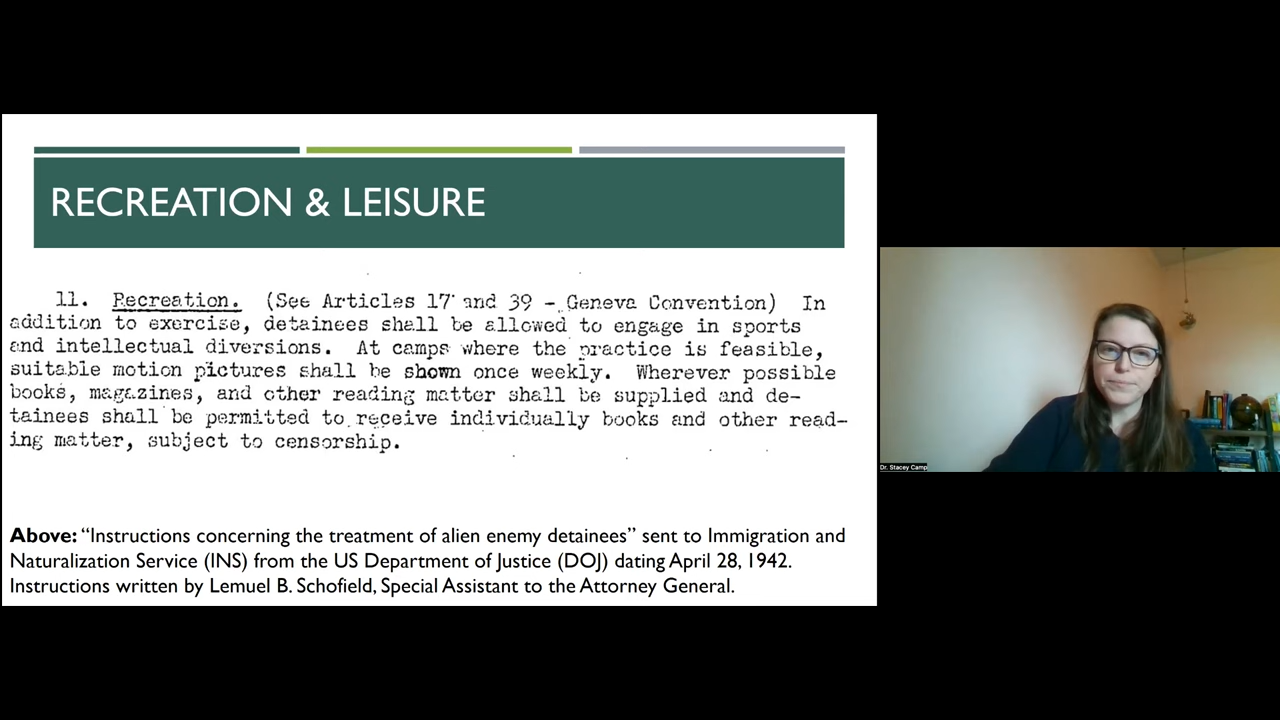 RECREATION & LEISURE
11. Recreation. (See Articles 17 and 39 - Geneva Convention) In
addition to exercise, detainees shall be allowed to engage in sports
and intellectual diversions. At camps where the practice is feasible,
suitable motion pictures shall be shown once weekly. Wherever possible
books, magazines, and other reading matter shall be supplied and de-
tainees shall be permitted to receive individually books and other read-
ing matter, subject to censorship.
Above: “Instructions concerning the treatment of alien enemy detainees” sent to Immigration and
Naturalization Service (INS) from the US Department of Justice (DOJ) dating April 28, 1942.
Instructions written by Lemuel B. Schofield, Special Assistant to the Attorney General.
Dr. Stacey Camp